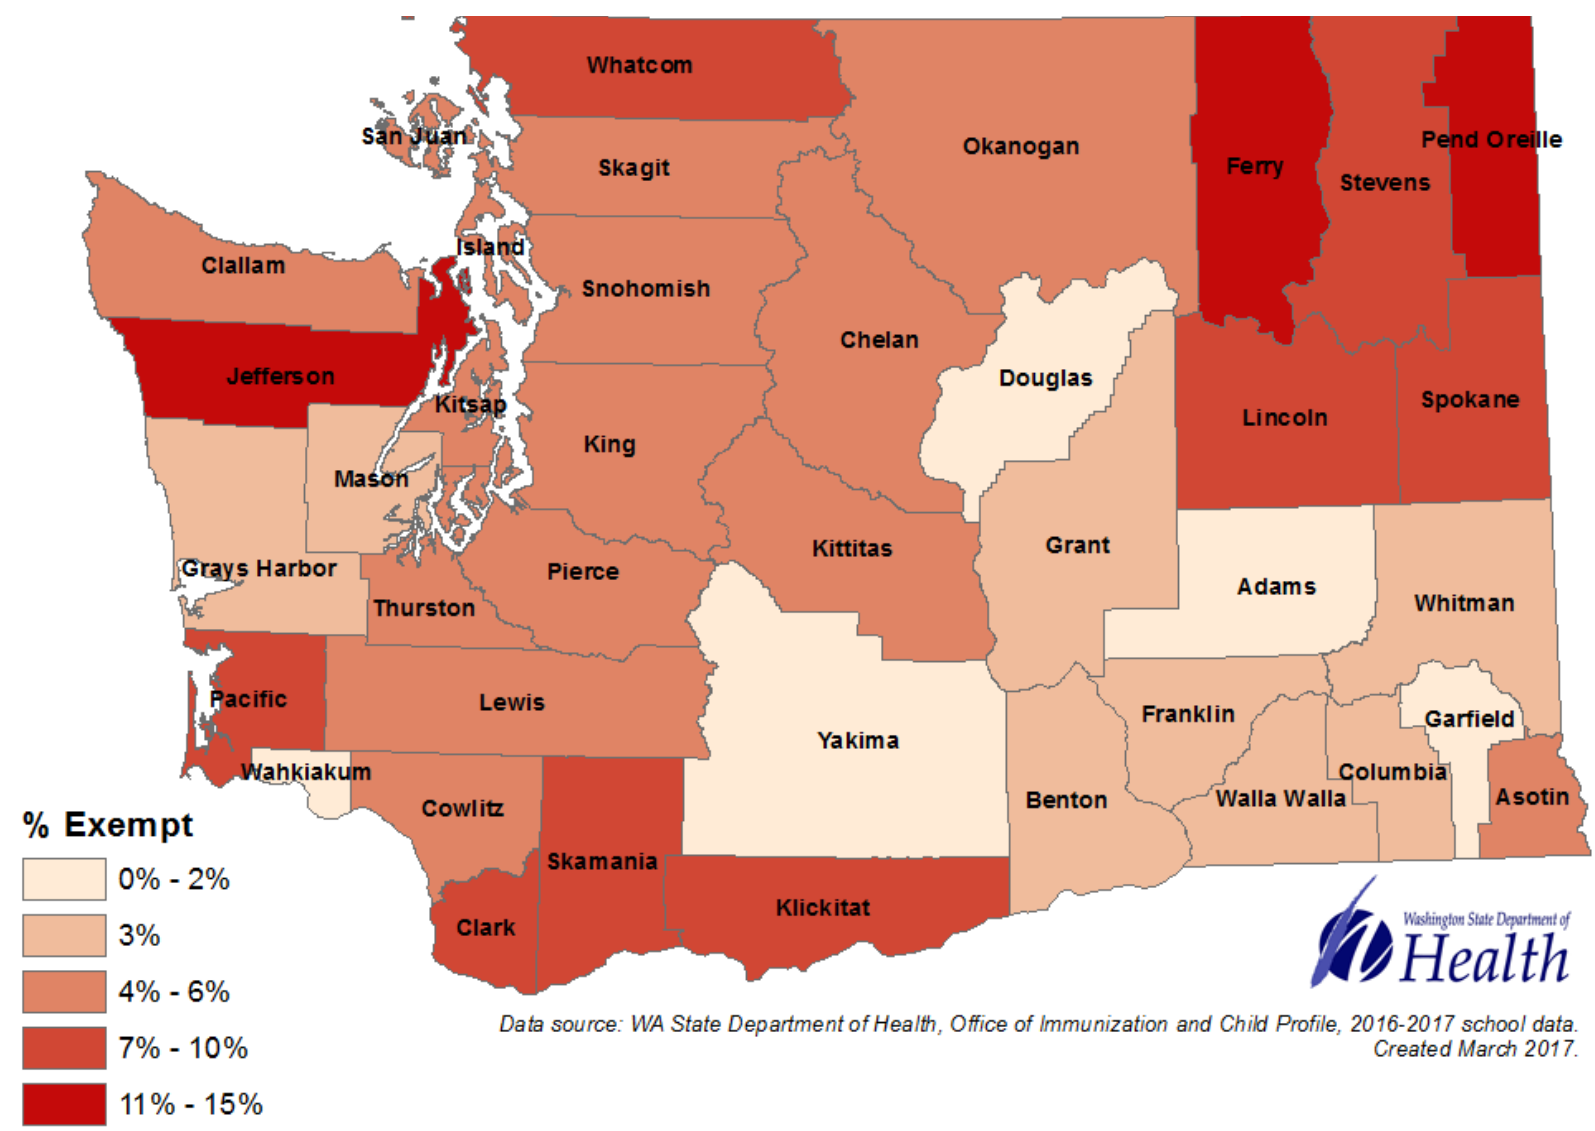 Whatcom
San Juan
Okanogan
Pend Oreille
Skagit
Ferry
Stevens
Island
Clallam
Snohomish
Chelan
Jefferson
Douglas
Kitsap
Spokane
Lincoln
King
Mason
Grant
Kittitas
Grays Harbor
Pierce
Adams
Whitman
Thurston
Pacific
Lewis
Franklin
Garfield
Yakima
Wahkiakum
Columbia
Cowlitz
Benton
Walla Walla
Asotin
Skamania
Klickitat
Clark
% Exempt
0% - 2%
3%
4% - 6%
7% - 10%
11% - 15%
Washington State Department of
Health
Data source: WA State Department of Health, Office of Immunization and Child Profile, 2016-2017 school data.
Created March 2017.